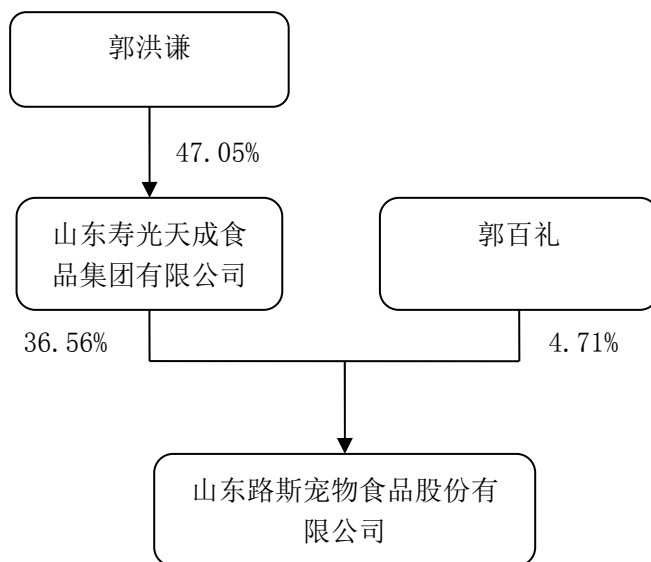 郭洪谦
47.05%
山东寿光天成食
品集团有限公司
郭百礼
36.56%
4.71%
山东路斯宠物食品股份有
限公司